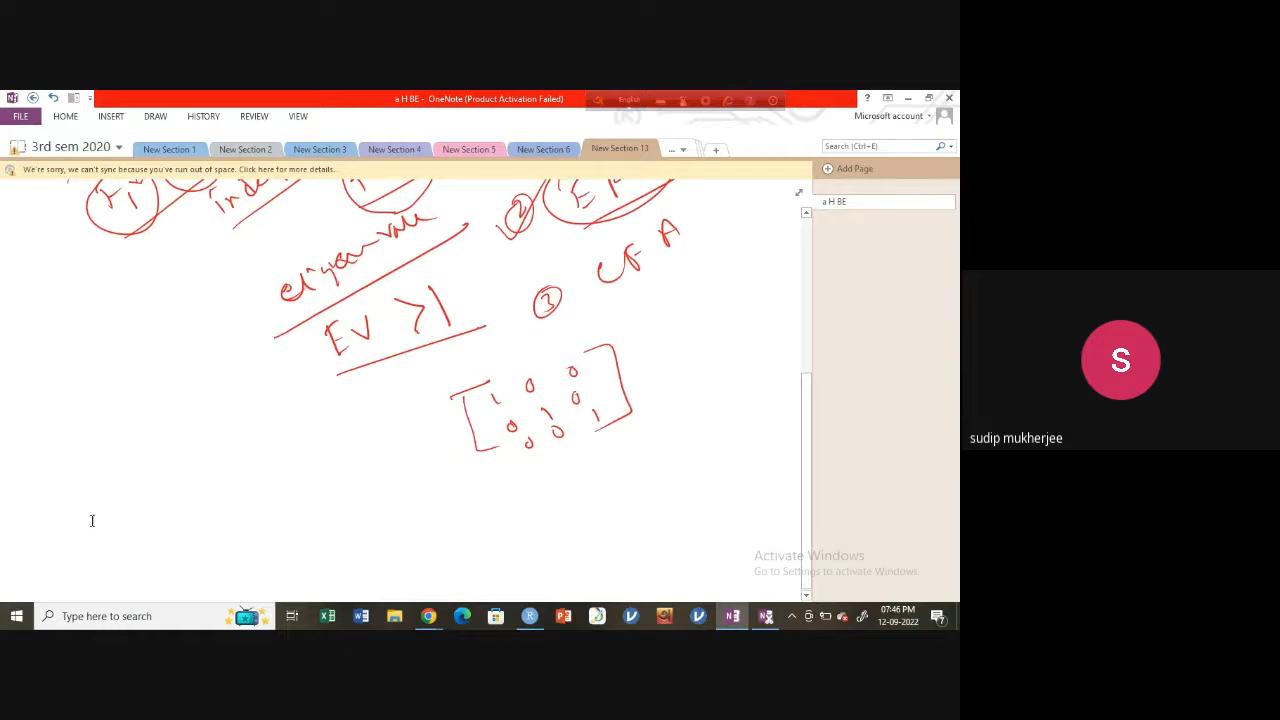 a H BE - OneNote (Product Activation Failed)
English
FILE HOME INSERT DRAW HISTORY REVIEW VIEW
Microsoft account
3rd sem 2020
New Section 1 New Section 2 New Section 3 New Section 4 New Section 5 New Section 6 New Section 13 ...
Search (Ctrl+E)
We're sorry, we can't sync because you've run out of space. Click here for more details.
Add Page
a H BE
②
CFA
EV >1
③
1 0 0
0 1 0
0 0 1
S
sudip mukherjee
Activate Windows
Go to Settings to activate Windows.
Type here to search
07:46 PM
12-09-2022
7